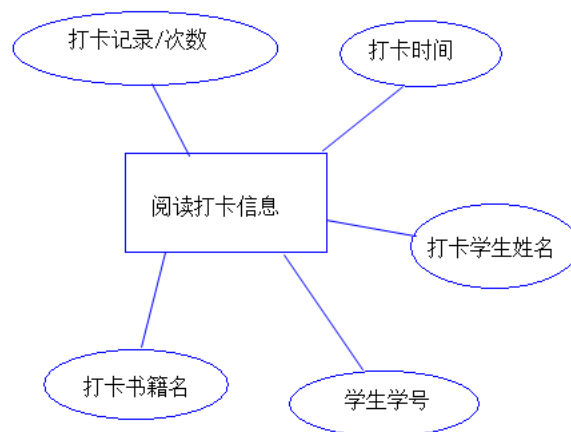 打卡记录/次数
打卡时间
阅读打卡信息
打卡学生姓名
打卡书籍名
学生学号